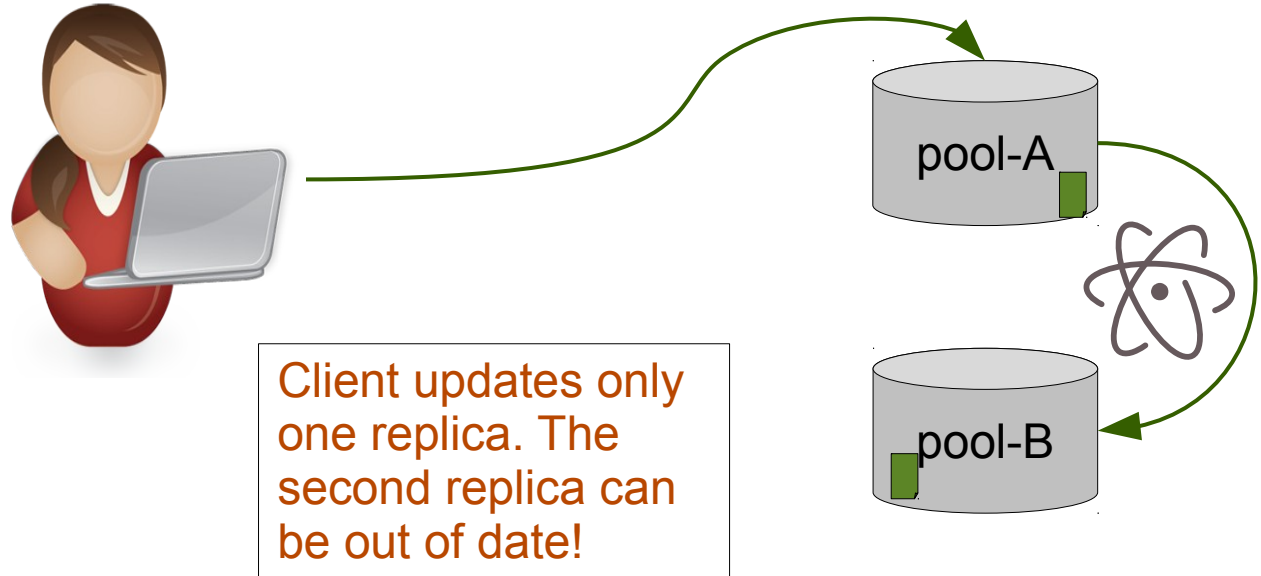 pool-A
pool-B
Client updates only
one replica. The
second replica can
be out of date!